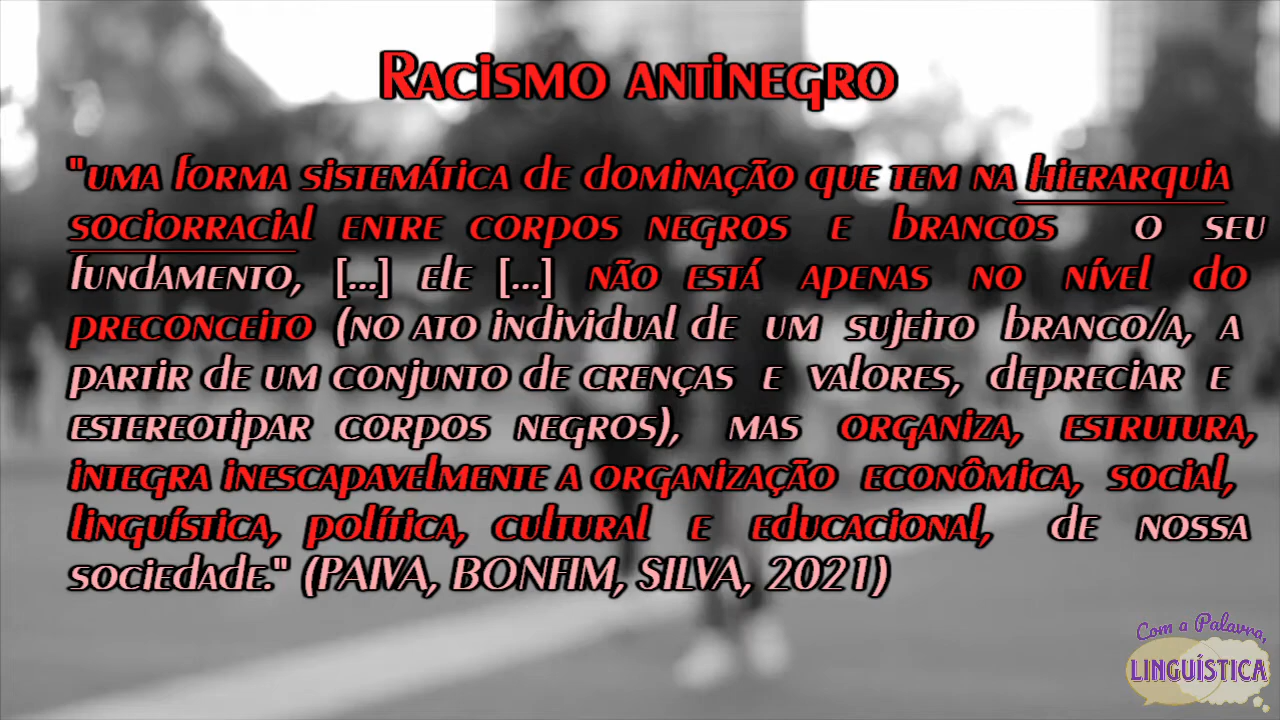 Racismo antinegro
"uma forma sistemática de dominação que tem na hierarquia
sociorracial entre corpos negros e brancos o seu
fundamento, [...] ele [...] não está apenas no nível do
preconceito (no ato individual de um sujeito branco/a, a
partir de um conjunto de crenças e valores, depreciar e
estereotipar corpos negros), mas organiza, estrutura,
integra inescapavelmente a organização econômica, social,
linguística, política, cultural e educacional, de nossa
sociedade." (PAIVA, BONFIM, SILVA, 2021)
Com a Palavra,
LINGUÍSTICA